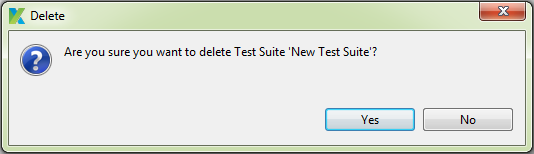 Delete
Are you sure you want to delete Test Suite 'New Test Suite'?
Yes
No